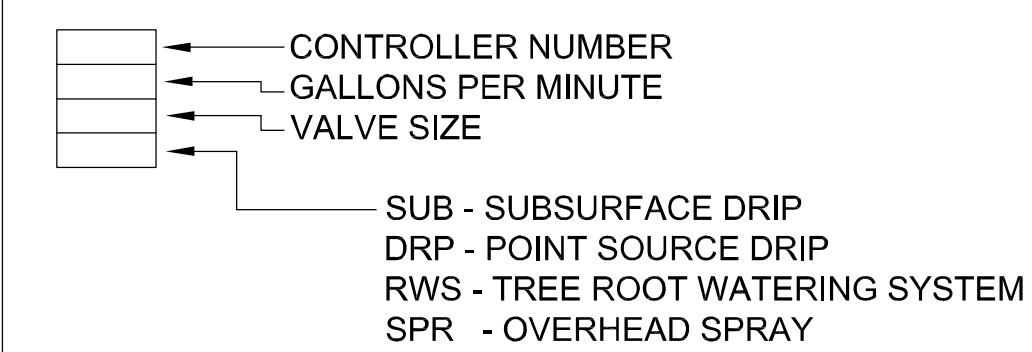 CONTROLLER NUMBER
GALLONS PER MINUTE
VALVE SIZE
SUB - SUBSURFACE DRIP
DRP - POINT SOURCE DRIP
RWS - TREE ROOT WATERING SYSTEM
SPR - OVERHEAD SPRAY